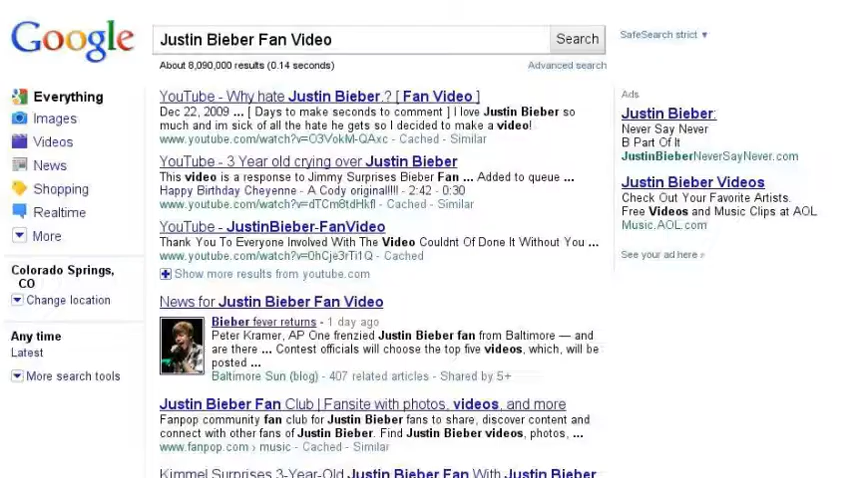 Google
Justin Bieber Fan Video
Search
SafeSearch strict ▼
About 8,090,000 results (0.14 seconds)
Advanced search
Everything
Images
Videos
News
Shopping
Realtime
More
Colorado Springs,
CO
Change location
Any time
Latest
More search tools
YouTube - Why hate Justin Bieber.? [ Fan Video ]
Dec 22, 2009 ... [ Days to make seconds to comment ] I love Justin Bieber so
much and im sick of all the hate he gets so I decided to make a video!
www.youtube.com/watch?v=O3VokM-QAxc - Cached - Similar
YouTube - 3 Year old crying over Justin Bieber
This video is a response to Jimmy Surprises Bieber Fan ... Added to queue ...
Happy Birthday Cheyenne - A Cody original!!!! - 2:42 - 0:30
www.youtube.com/watch?v=dTCm8tdHkfI - Cached - Similar
YouTube - JustinBieber-FanVideo
Thank You To Everyone Involved With The Video Couldnt Of Done It Without You ...
www.youtube.com/watch?v=0hCje3rTi1Q - Cached
Show more results from youtube.com
News for Justin Bieber Fan Video
Bieber fever returns - 1 day ago
Peter Kramer, AP One frenzied Justin Bieber fan from Baltimore — and
are there ... Contest officials will choose the top five videos, which, will be
posted ...
Baltimore Sun (blog) - 407 related articles - Shared by 5+
Justin Bieber Fan Club | Fansite with photos, videos, and more
Fanpop community fan club for Justin Bieber fans to share, discover content and
connect with other fans of Justin Bieber. Find Justin Bieber videos, photos, ...
www.fanpop.com › music - Cached - Similar
Kimmel Surprises 3-Year-Old Justin Bieber Fan With Justin Bieber
Ads
Justin Bieber:
Never Say Never
B Part Of It
JustinBieberNeverSayNever.com
Justin Bieber Videos
Check Out Your Favorite Artists.
Free Videos and Music Clips at AOL
Music.AOL.com
See your ad here »